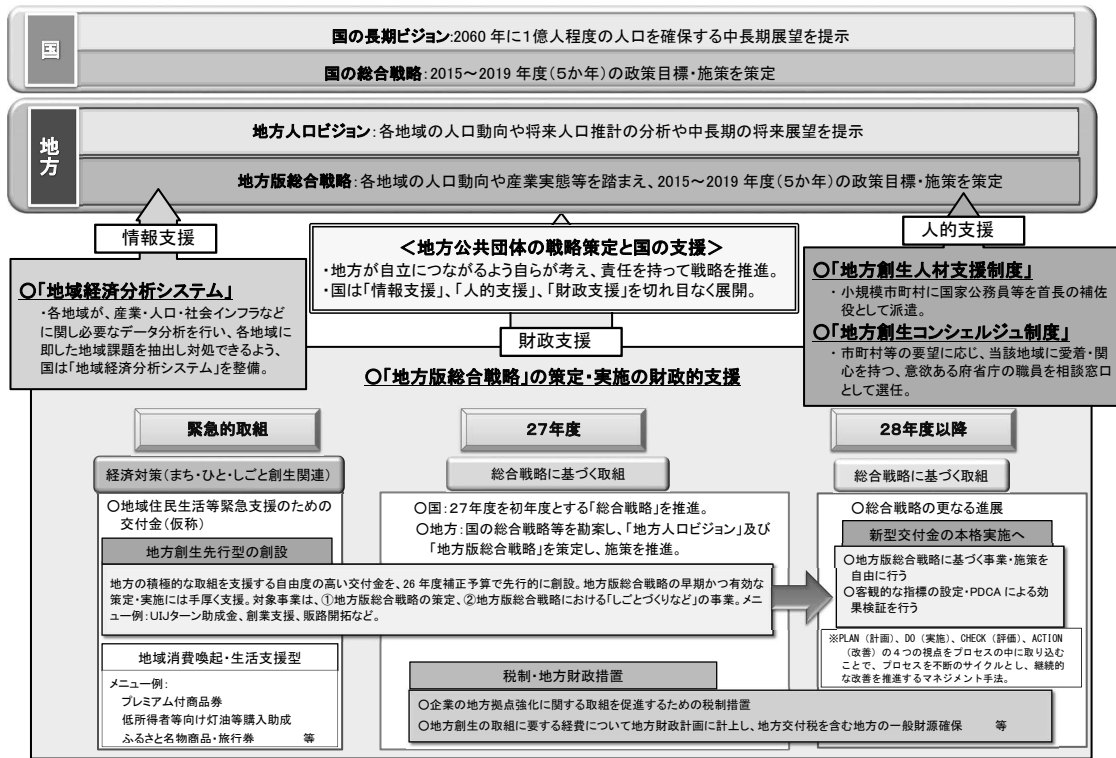 国
国の長期ビジョン:2060 年に1億人程度の人口を確保する中長期展望を提示
国の総合戦略:2015~2019 年度(5か年)の政策目標・施策を策定
地方
地方人口ビジョン:各地域の人口動向や将来人口推計の分析や中長期の将来展望を提示
地方版総合戦略:各地域の人口動向や産業実態等を踏まえ、2015~2019 年度(5か年)の政策目標・施策を策定
情報支援
○「地域経済分析システム」
・各地域が、産業・人口・社会インフラなど
に関し必要なデータ分析を行い、各地域に
即した地域課題を抽出し対処できるよう、
国は「地域経済分析システム」を整備。
<地方公共団体の戦略策定と国の支援>
・地方が自立につながるよう自らが考え、責任を持って戦略を推進。
・国は「情報支援」、「人的支援」、「財政支援」を切れ目なく展開。
人的支援
○「地方創生人材支援制度」
・小規模市町村に国家公務員等を首長の補佐
役として派遣。
○「地方創生コンシェルジュ制度」
・市町村等の要望に応じ、当該地域に愛着・関
心を持つ、意欲ある府省庁の職員を相談窓口
として選任。
財政支援
○「地方版総合戦略」の策定・実施の財政的支援
緊急的取組
経済対策(まち・ひと・しごと創生関連)
○地域住民生活等緊急支援のための
交付金(仮称)
地方創生先行型の創設
地方の積極的な取組を支援する自由度の高い交付金を、26 年度補正予算で先行的に創設。地方版総合戦略の早期かつ有効な
策定・実施には手厚く支援。対象事業は、①地方版総合戦略の策定、②地方版総合戦略における「しごとづくりなど」の事業。メニ
ュー例:UIJターン助成金、創業支援、販路開拓など。
地域消費喚起・生活支援型
メニュー例:
プレミアム付商品券
低所得者等向け灯油等購入助成
ふるさと名物商品・旅行券 等
27年度
総合戦略に基づく取組
○国:27年度を初年度とする「総合戦略」を推進。
○地方:国の総合戦略等を勘案し、「地方人口ビジョン」及び
「地方版総合戦略」を策定し、施策を推進。
税制・地方財政措置
○企業の地方拠点強化に関する取組を促進するための税制措置
○地方創生の取組に要する経費について地方財政計画に計上し、地方交付税を含む地方の一般財源確保 等
28年度以降
総合戦略に基づく取組
○総合戦略の更なる進展
新型交付金の本格実施へ
○地方版総合戦略に基づく事業・施策を
自由に行う
○客観的な指標の設定・PDCA による効
果検証を行う
※PLAN(計画)、DO(実施)、CHECK(評価)、ACTION
(改善)の4つの視点をプロセスの中に取り込む
ことで、プロセスを不断のサイクルとし、継続的
な改善を推進するマネジメント手法。